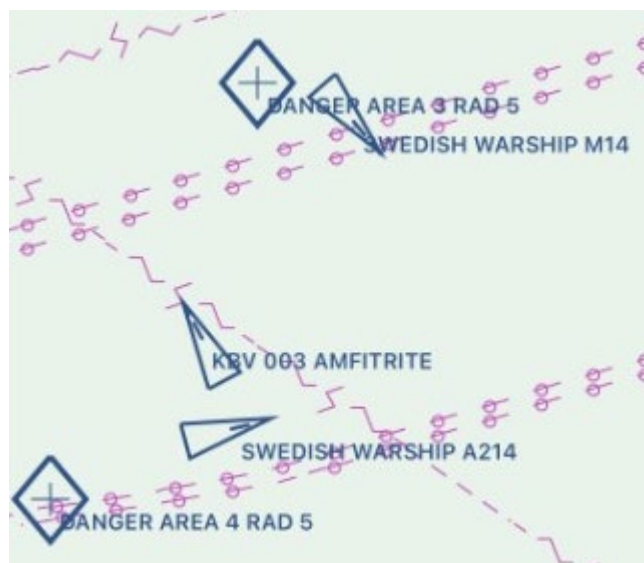 DANGER AREA 3 RAD 5
SWEDISH WARSHIP M14
KBV 003 AMFITRITE
SWEDISH WARSHIP A214
DANGER AREA 4 RAD 5